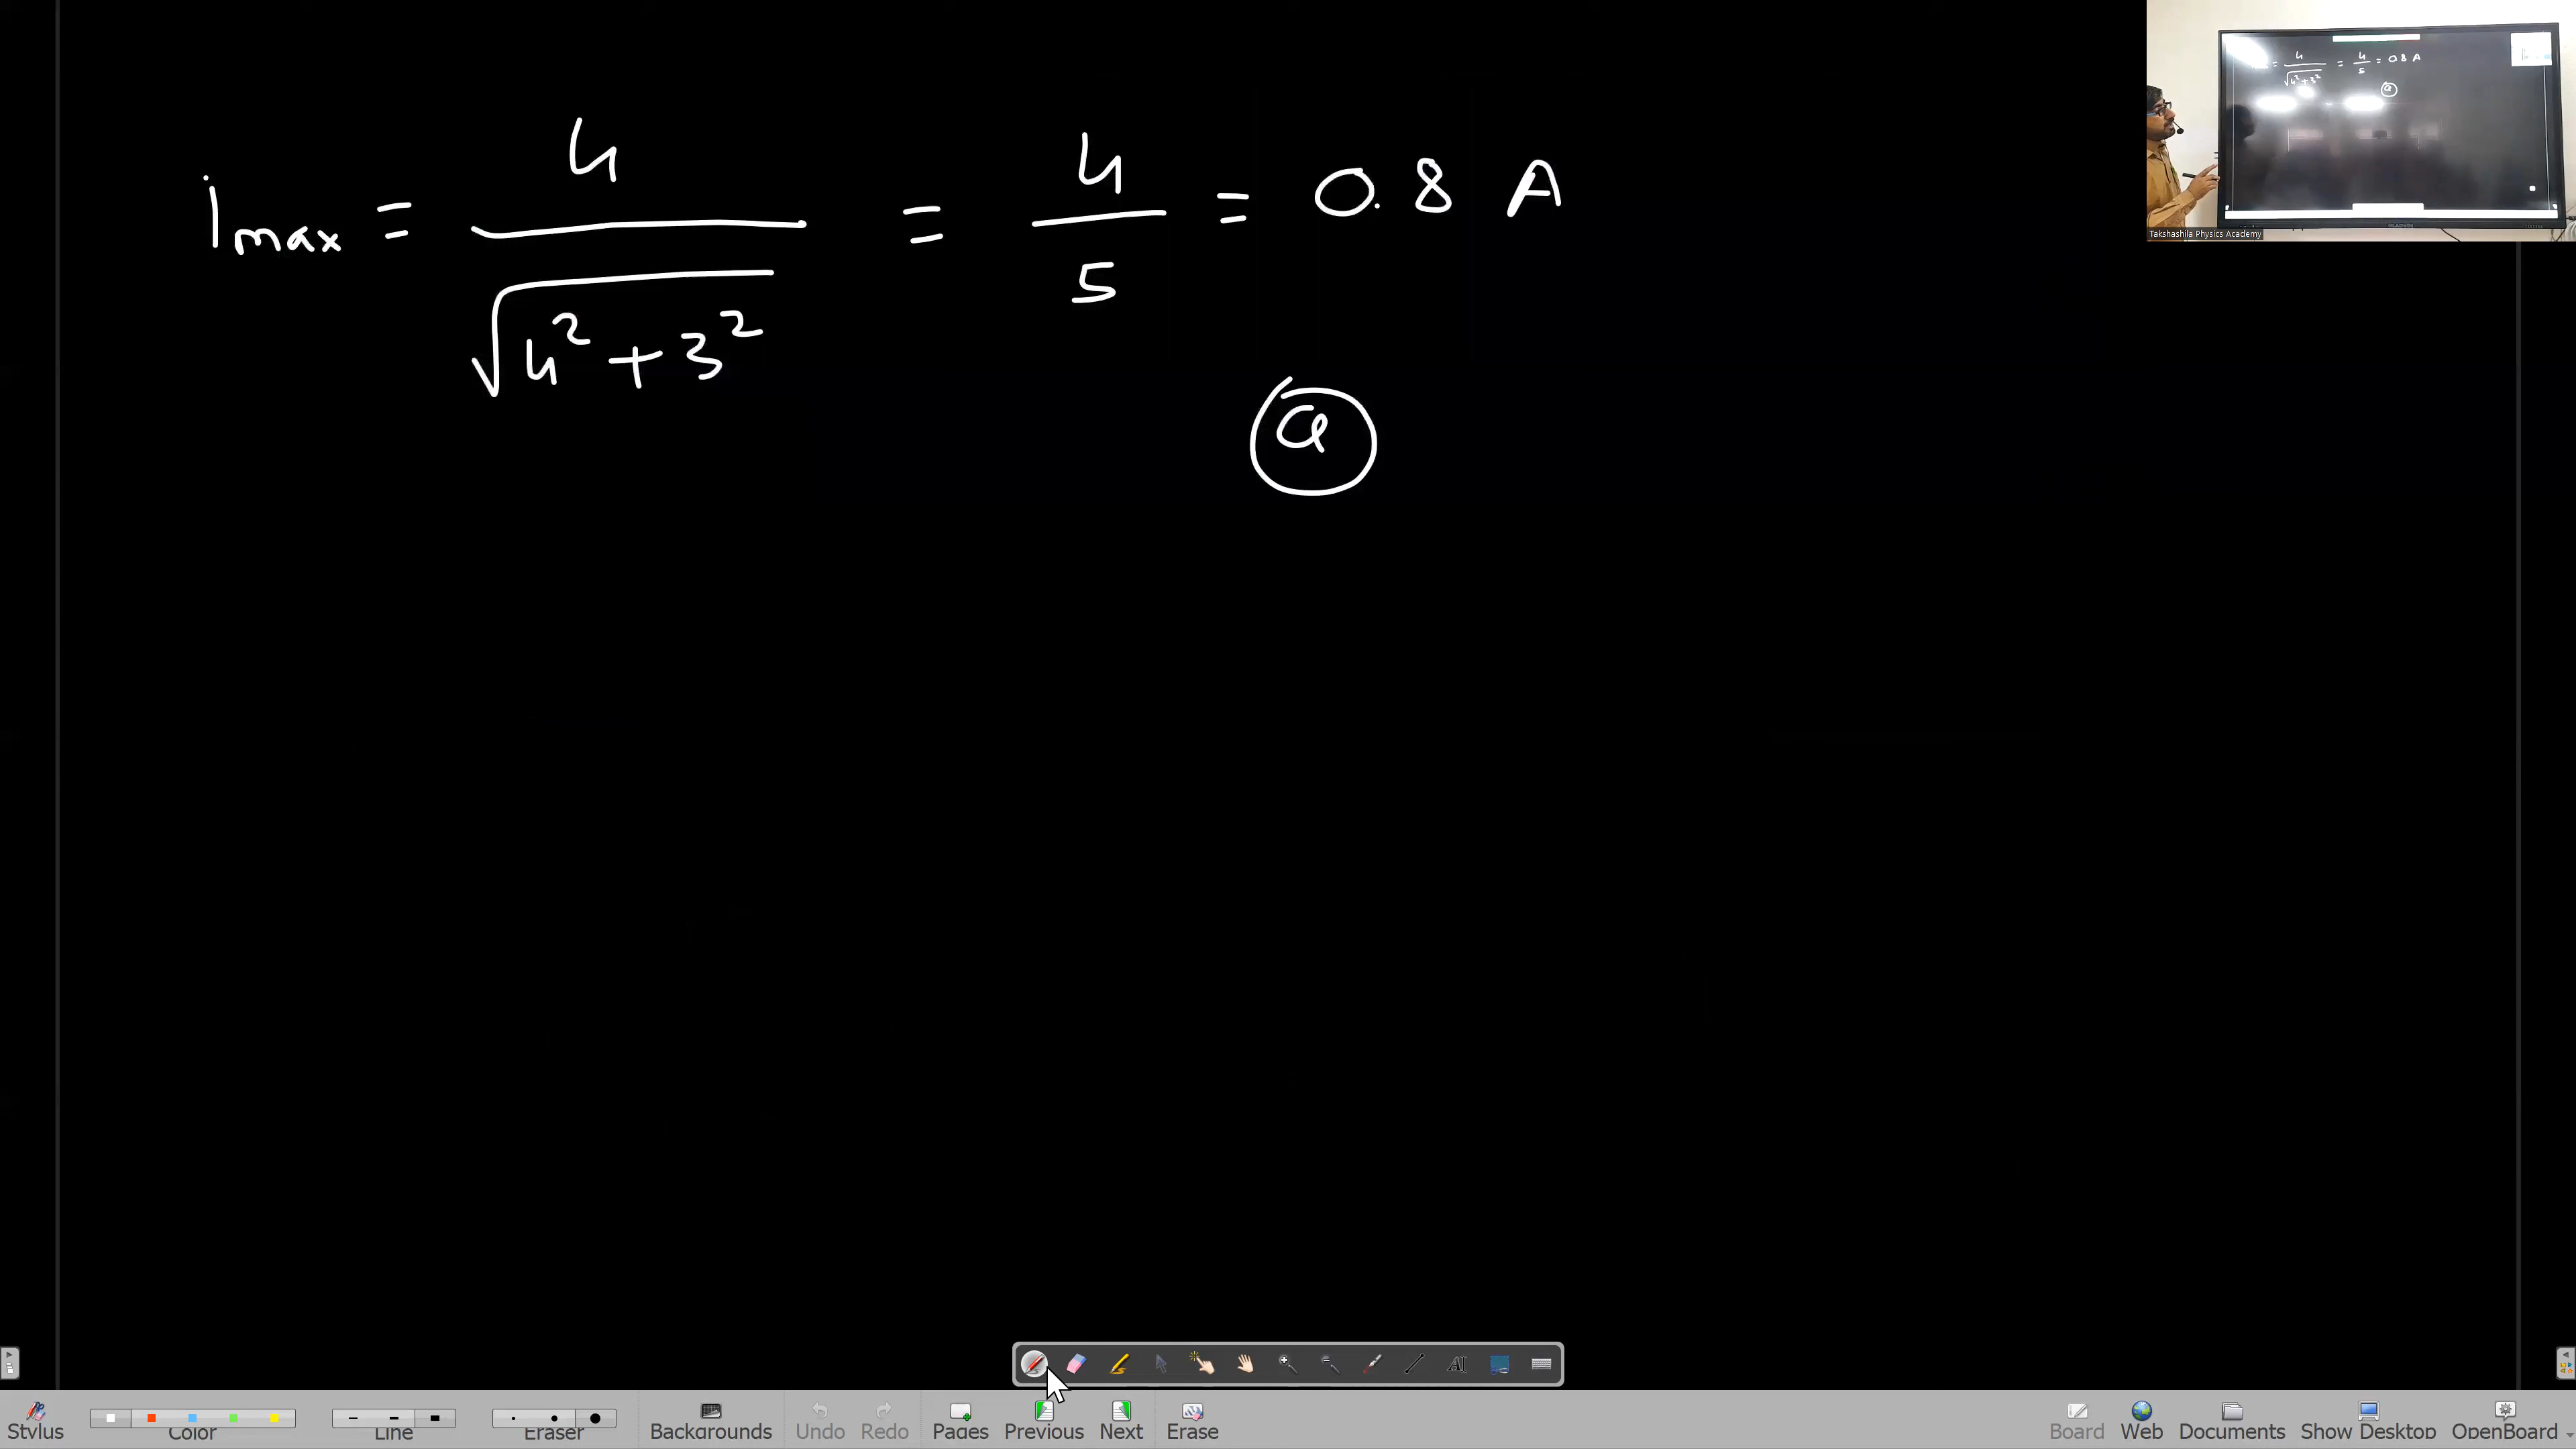 imax = 4 / √(4² + 3²) = 4 / 5 = 0.8 A
a
Takshashila Physics Academy
AI
Stylus Color Line Eraser Backgrounds Undo Redo Pages Previous Next Erase Board Web Documents Show Desktop OpenBoard